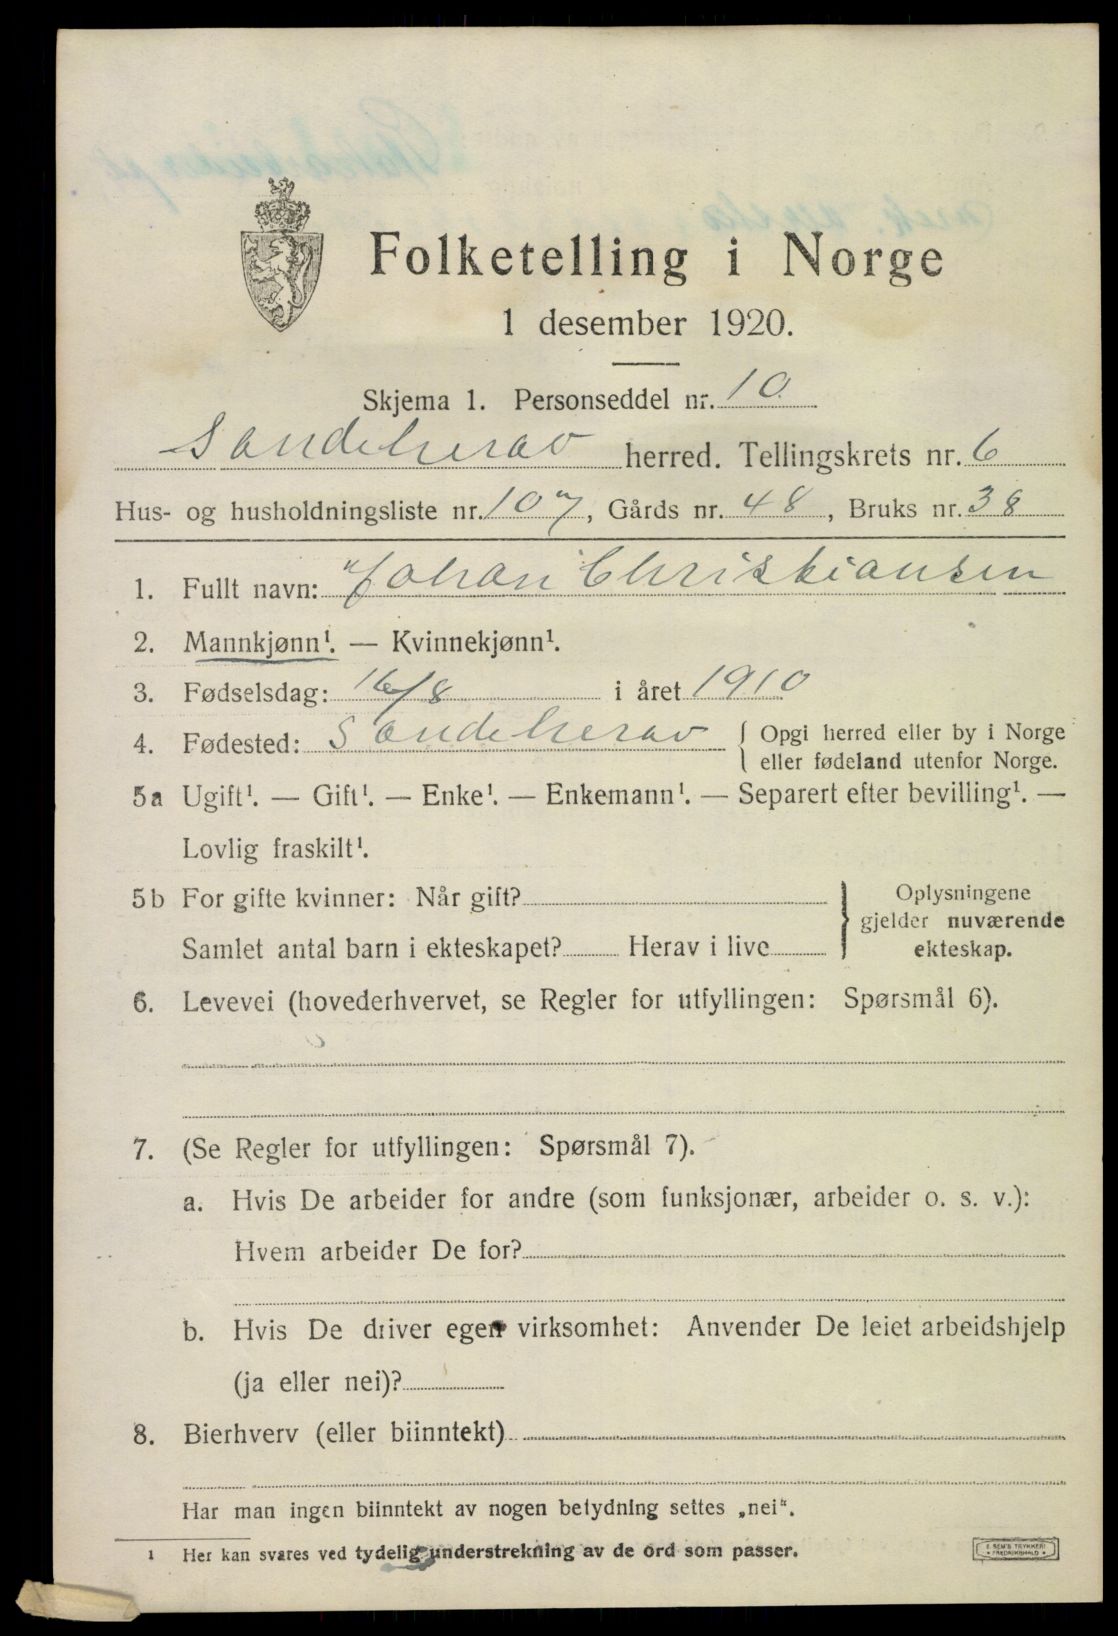 Folketelling i Norge
1 desember 1920.
Skjema 1. Personseddel nr. 10
Sandeherav herred. Tellingskrets nr. 6
Hus- og husholdningsliste nr. 107, Gårds nr. 48, Bruks nr. 38
1. Fullt navn: Johan Christiansen
2. Mannkjønn¹. — Kvinnekjønn¹.
3. Fødselsdag: 16/8 i året 1910
4. Fødested: Sandeherav { Opgi herred eller by i Norge
eller fødeland utenfor Norge.
5a Ugift¹. — Gift¹. — Enke¹. — Enkemann¹. — Separert efter bevilling¹. —
Lovlig fraskilt¹.
5b For gifte kvinner: Når gift?
Samlet antal barn i ekteskapet? Herav i live
} Oplysningene
gjelder nuværende
ekteskap.
6. Levevei (hovederhvervet, se Regler for utfyllingen: Spørsmål 6).
7. (Se Regler for utfyllingen: Spørsmål 7).
a. Hvis De arbeider for andre (som funksjonær, arbeider o. s. v.):
Hvem arbeider De for?
b. Hvis De driver egen virksomhet: Anvender De leiet arbeidshjelp
(ja eller nei)?
8. Bierhverv (eller biinntekt)
Har man ingen biinntekt av nogen betydning settes „nei".
¹ Her kan svares ved tydelig understrekning av de ord som passer.
E. SEM'S TRYKKERI
FREDRIKSHALD